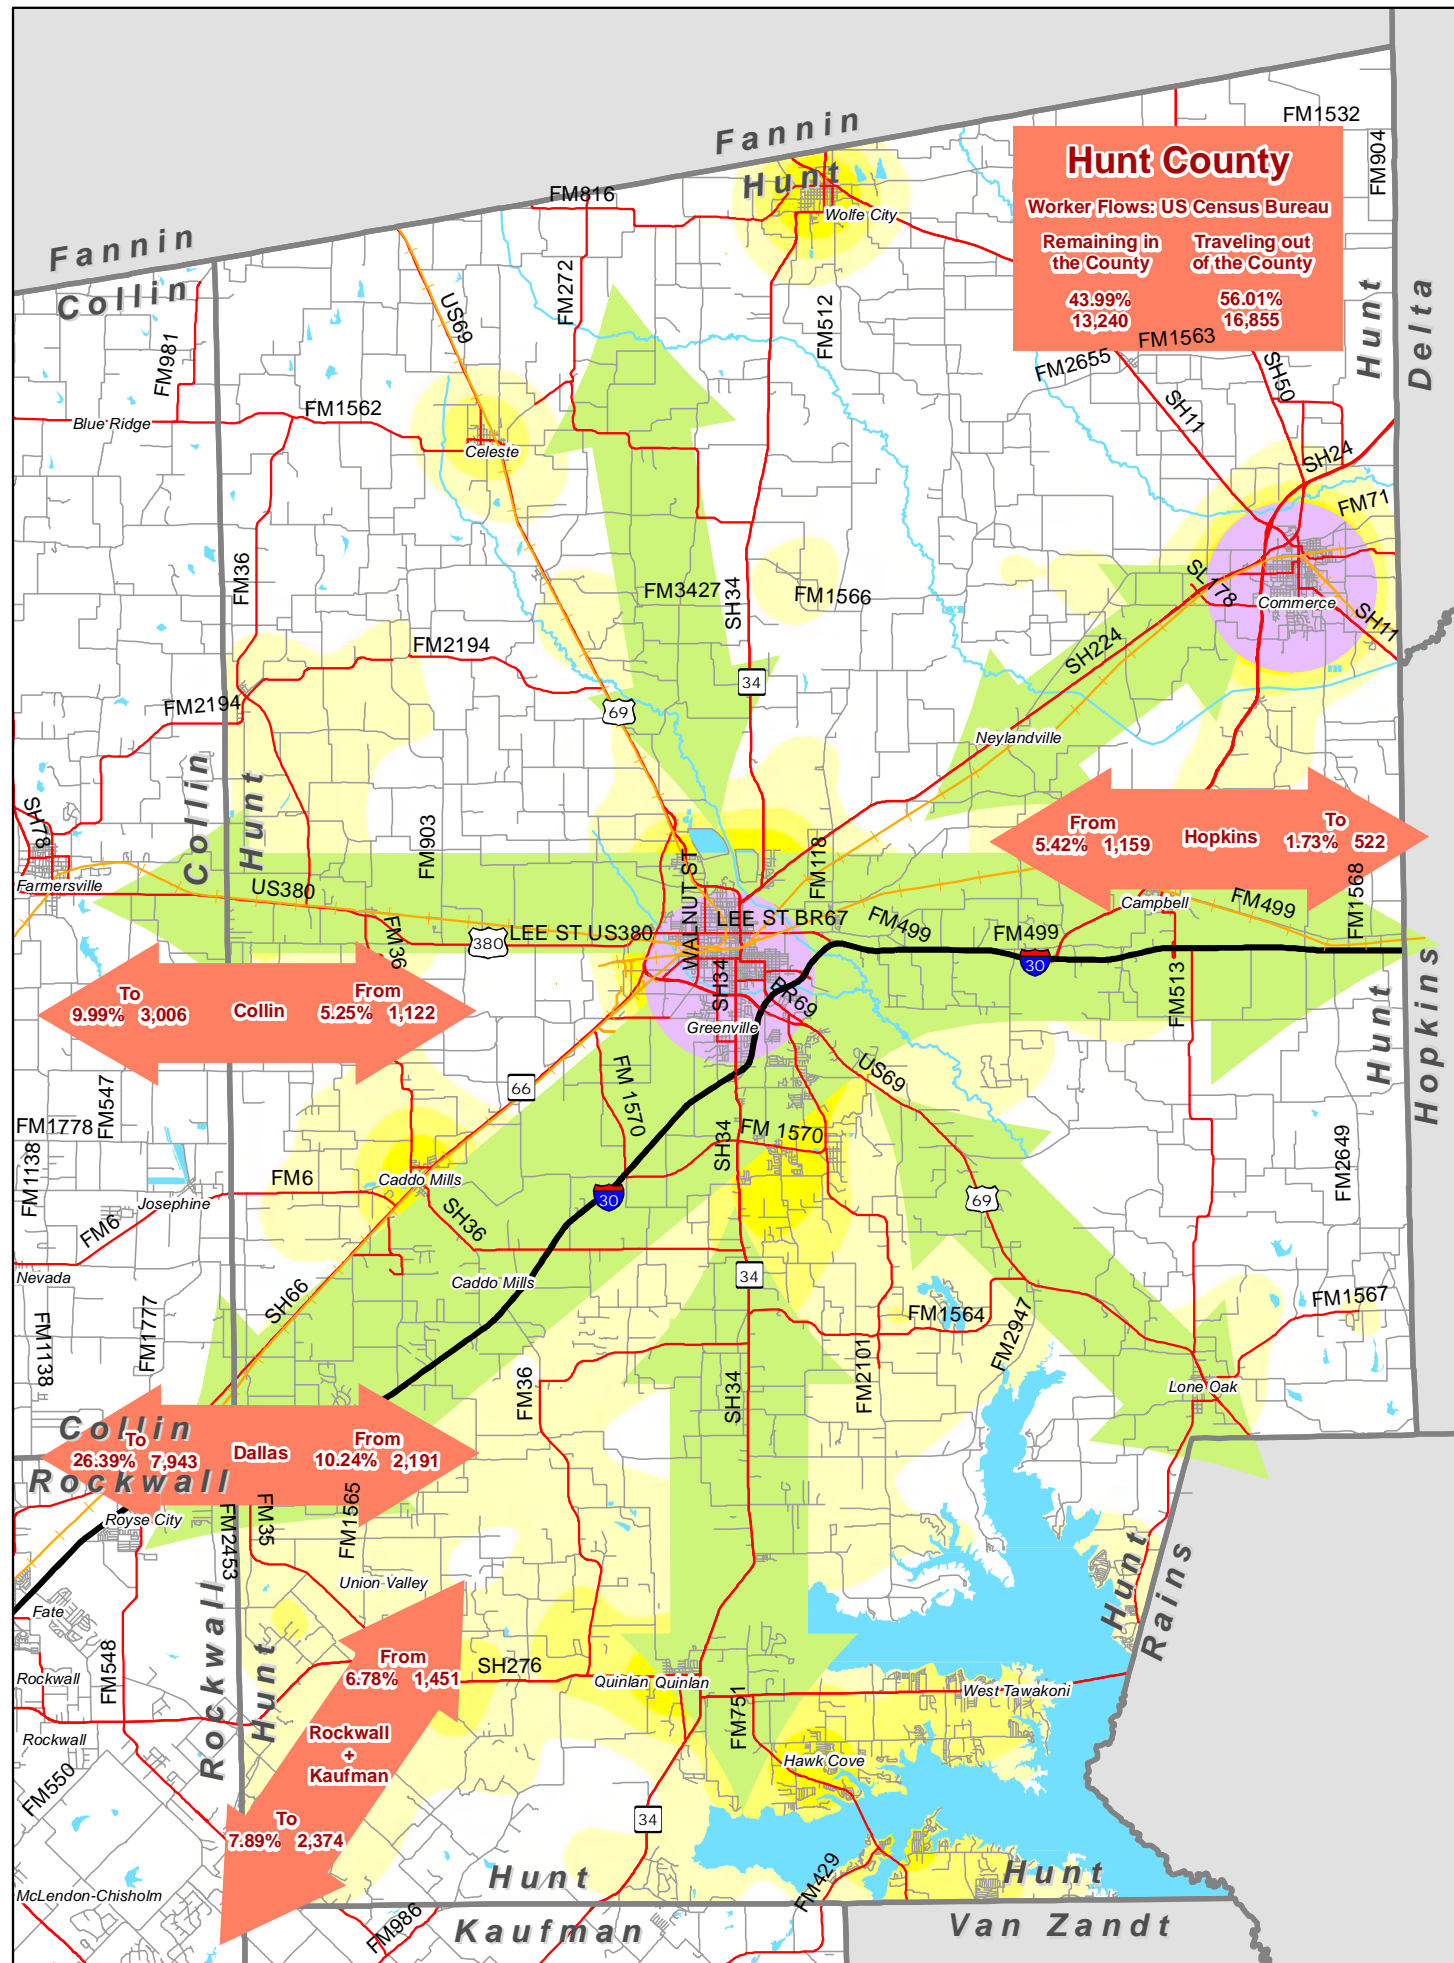 FM1532
Fannin
FM904
Hunt County
Hunt
FM816
Wolfe City
Worker Flows: US Census Bureau
Remaining in
the County
Traveling out
of the County
43.99%
13,240
56.01%
16,855
Fannin
Collin
FM272
US69
FM512
Hunt
Delta
FM981
FM1563
FM2655
SH50
SH11
FM1562
Blue Ridge
Celeste
SH24
FM71
FM36
FM3427
SH34
FM1566
SL 178
Commerce
SH11
FM2194
SH224
34
FM2194
69
Neylandville
Collin
Hunt
SH78
FM903
FM118
From
5.42% 1,159
Hopkins
To
1.73% 522
Farmersville
US380
WALNUT ST
Campbell
FM499
FM1568
FM36
380
LEE ST US380
LEE ST BR67
FM499
FM499
30
FM513
To
9.99% 3,006
Collin
From
5.25% 1,122
SH34
BR69
Greenville
Hunt
Hopkins
66
FM 1570
US69
FM547
FM1778
FM1138
SH34
FM 1570
FM2649
FM6
Caddo Mills
30
Josephine
69
FM6
SH36
Nevada
Caddo Mills
34
SH66
FM1567
FM1138
FM1777
FM1564
FM2947
FM36
SH34
FM2101
Lone Oak
Collin
To
26.39% 7,943
Dallas
From
10.24% 2,191
Rockwall
Royse City
FM2453
FM35
FM1565
Hunt
Rains
Union Valley
Fate
Rockwall
Hunt
FM548
From
6.78% 1,451
SH276
Rockwall
Quinlan
Quinlan
West Tawakoni
FM751
Rockwall
Rockwall
+
Kaufman
Hawk Cove
FM550
To
7.89% 2,374
34
McLendon-Chisholm
Hunt
FM429
Hunt
FM986
Kaufman
Van Zandt